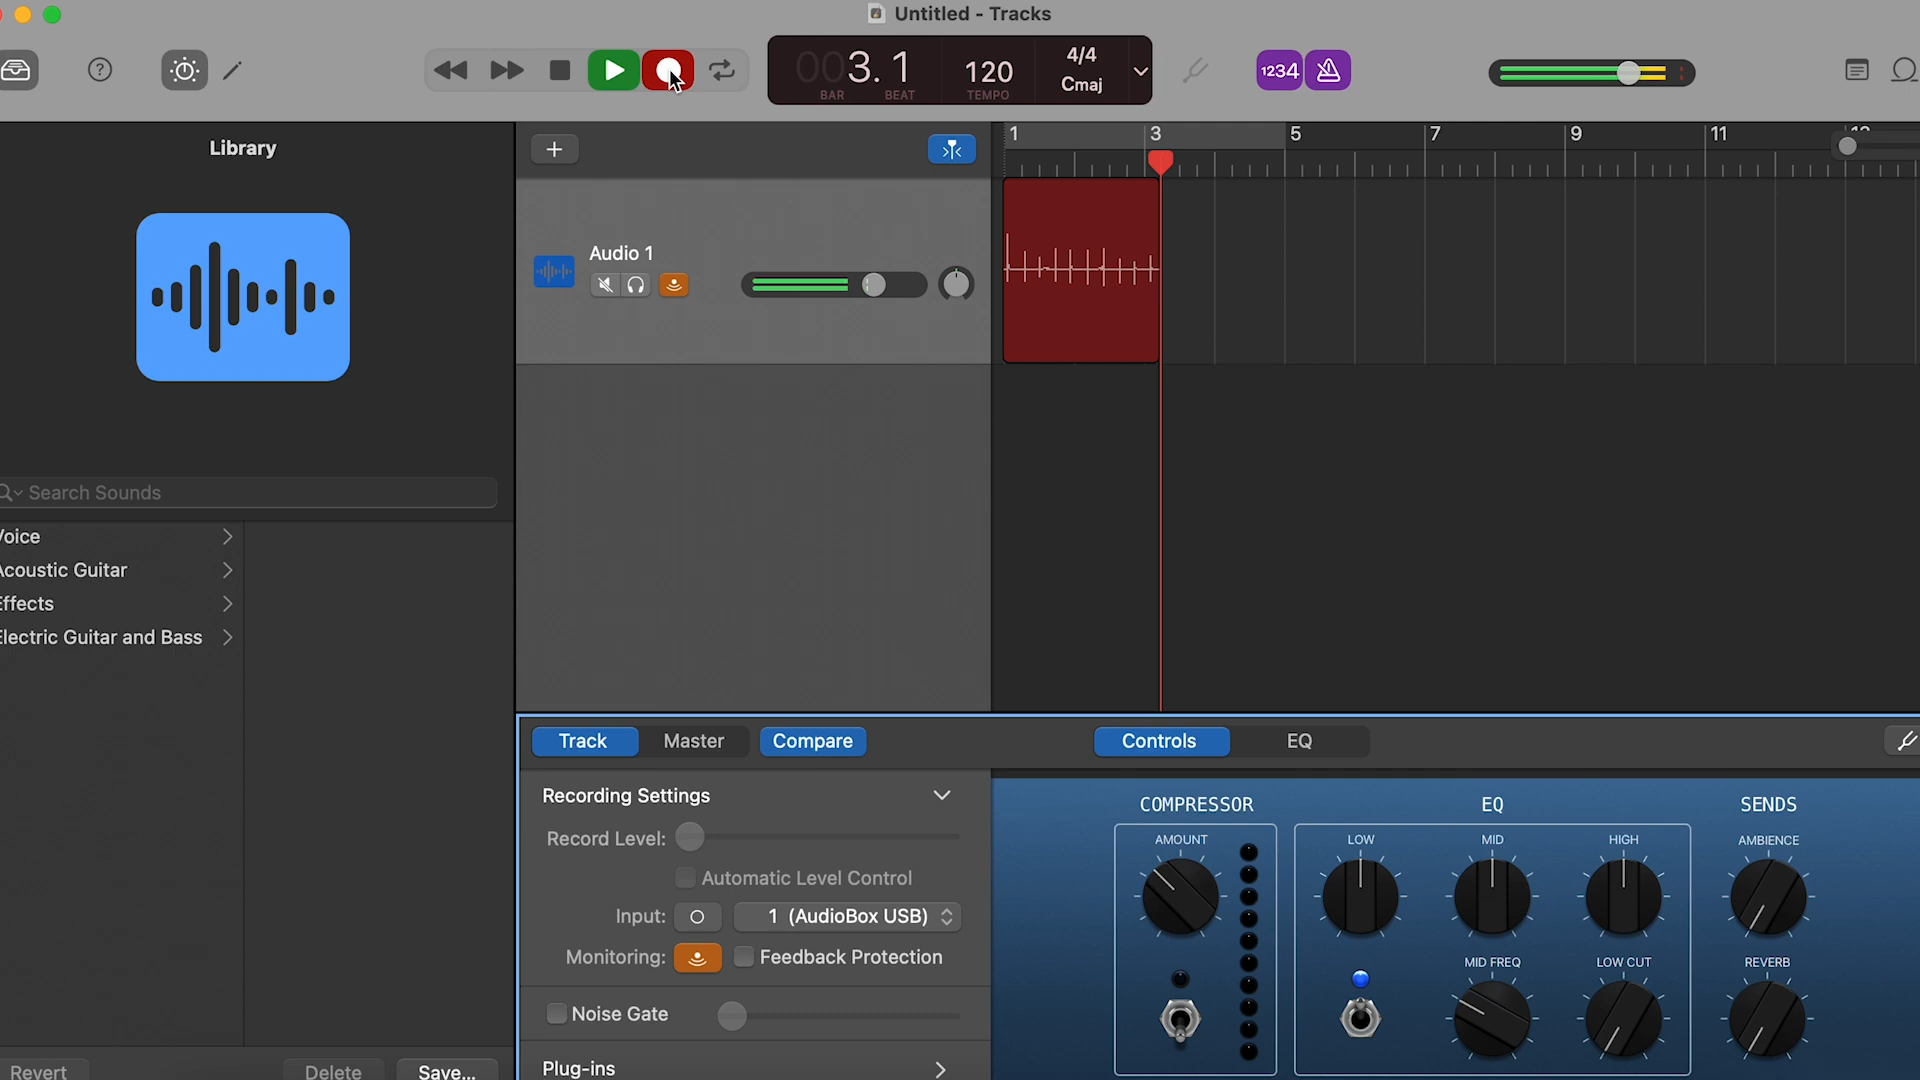 Untitled - Tracks
003.1
BAR
BEAT
120
TEMPO
4/4
Cmaj
1234
Library
1
3
5
7
9
11
Audio 1
Search Sounds
Voice
Acoustic Guitar
Effects
Electric Guitar and Bass
Revert
Delete
Save...
Track
Master
Compare
Controls
EQ
Recording Settings
Record Level:
Automatic Level Control
Input:
1 (AudioBox USB)
Monitoring:
Feedback Protection
Noise Gate
Plug-ins
COMPRESSOR
AMOUNT
EQ
LOW
MID
HIGH
MID FREQ
LOW CUT
SENDS
AMBIENCE
REVERB